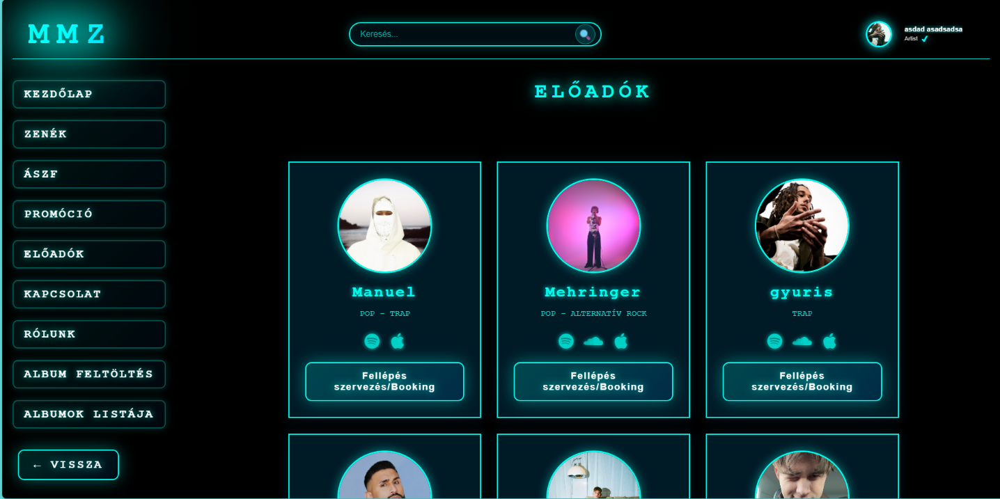 MMZ
Keresés...
asdad asadsadsa
Artist
KEZDŐLAP
ZENÉK
ÁSZF
PROMÓCIÓ
ELŐADÓK
KAPCSOLAT
RÓLUNK
ALBUM FELTÖLTÉS
ALBUMOK LISTÁJA
← VISSZA
ELŐADÓK
Manuel
POP - TRAP
Fellépés
szervezés/Booking
Mehringer
POP - ALTERNATÍV ROCK
Fellépés
szervezés/Booking
gyuris
TRAP
Fellépés
szervezés/Booking